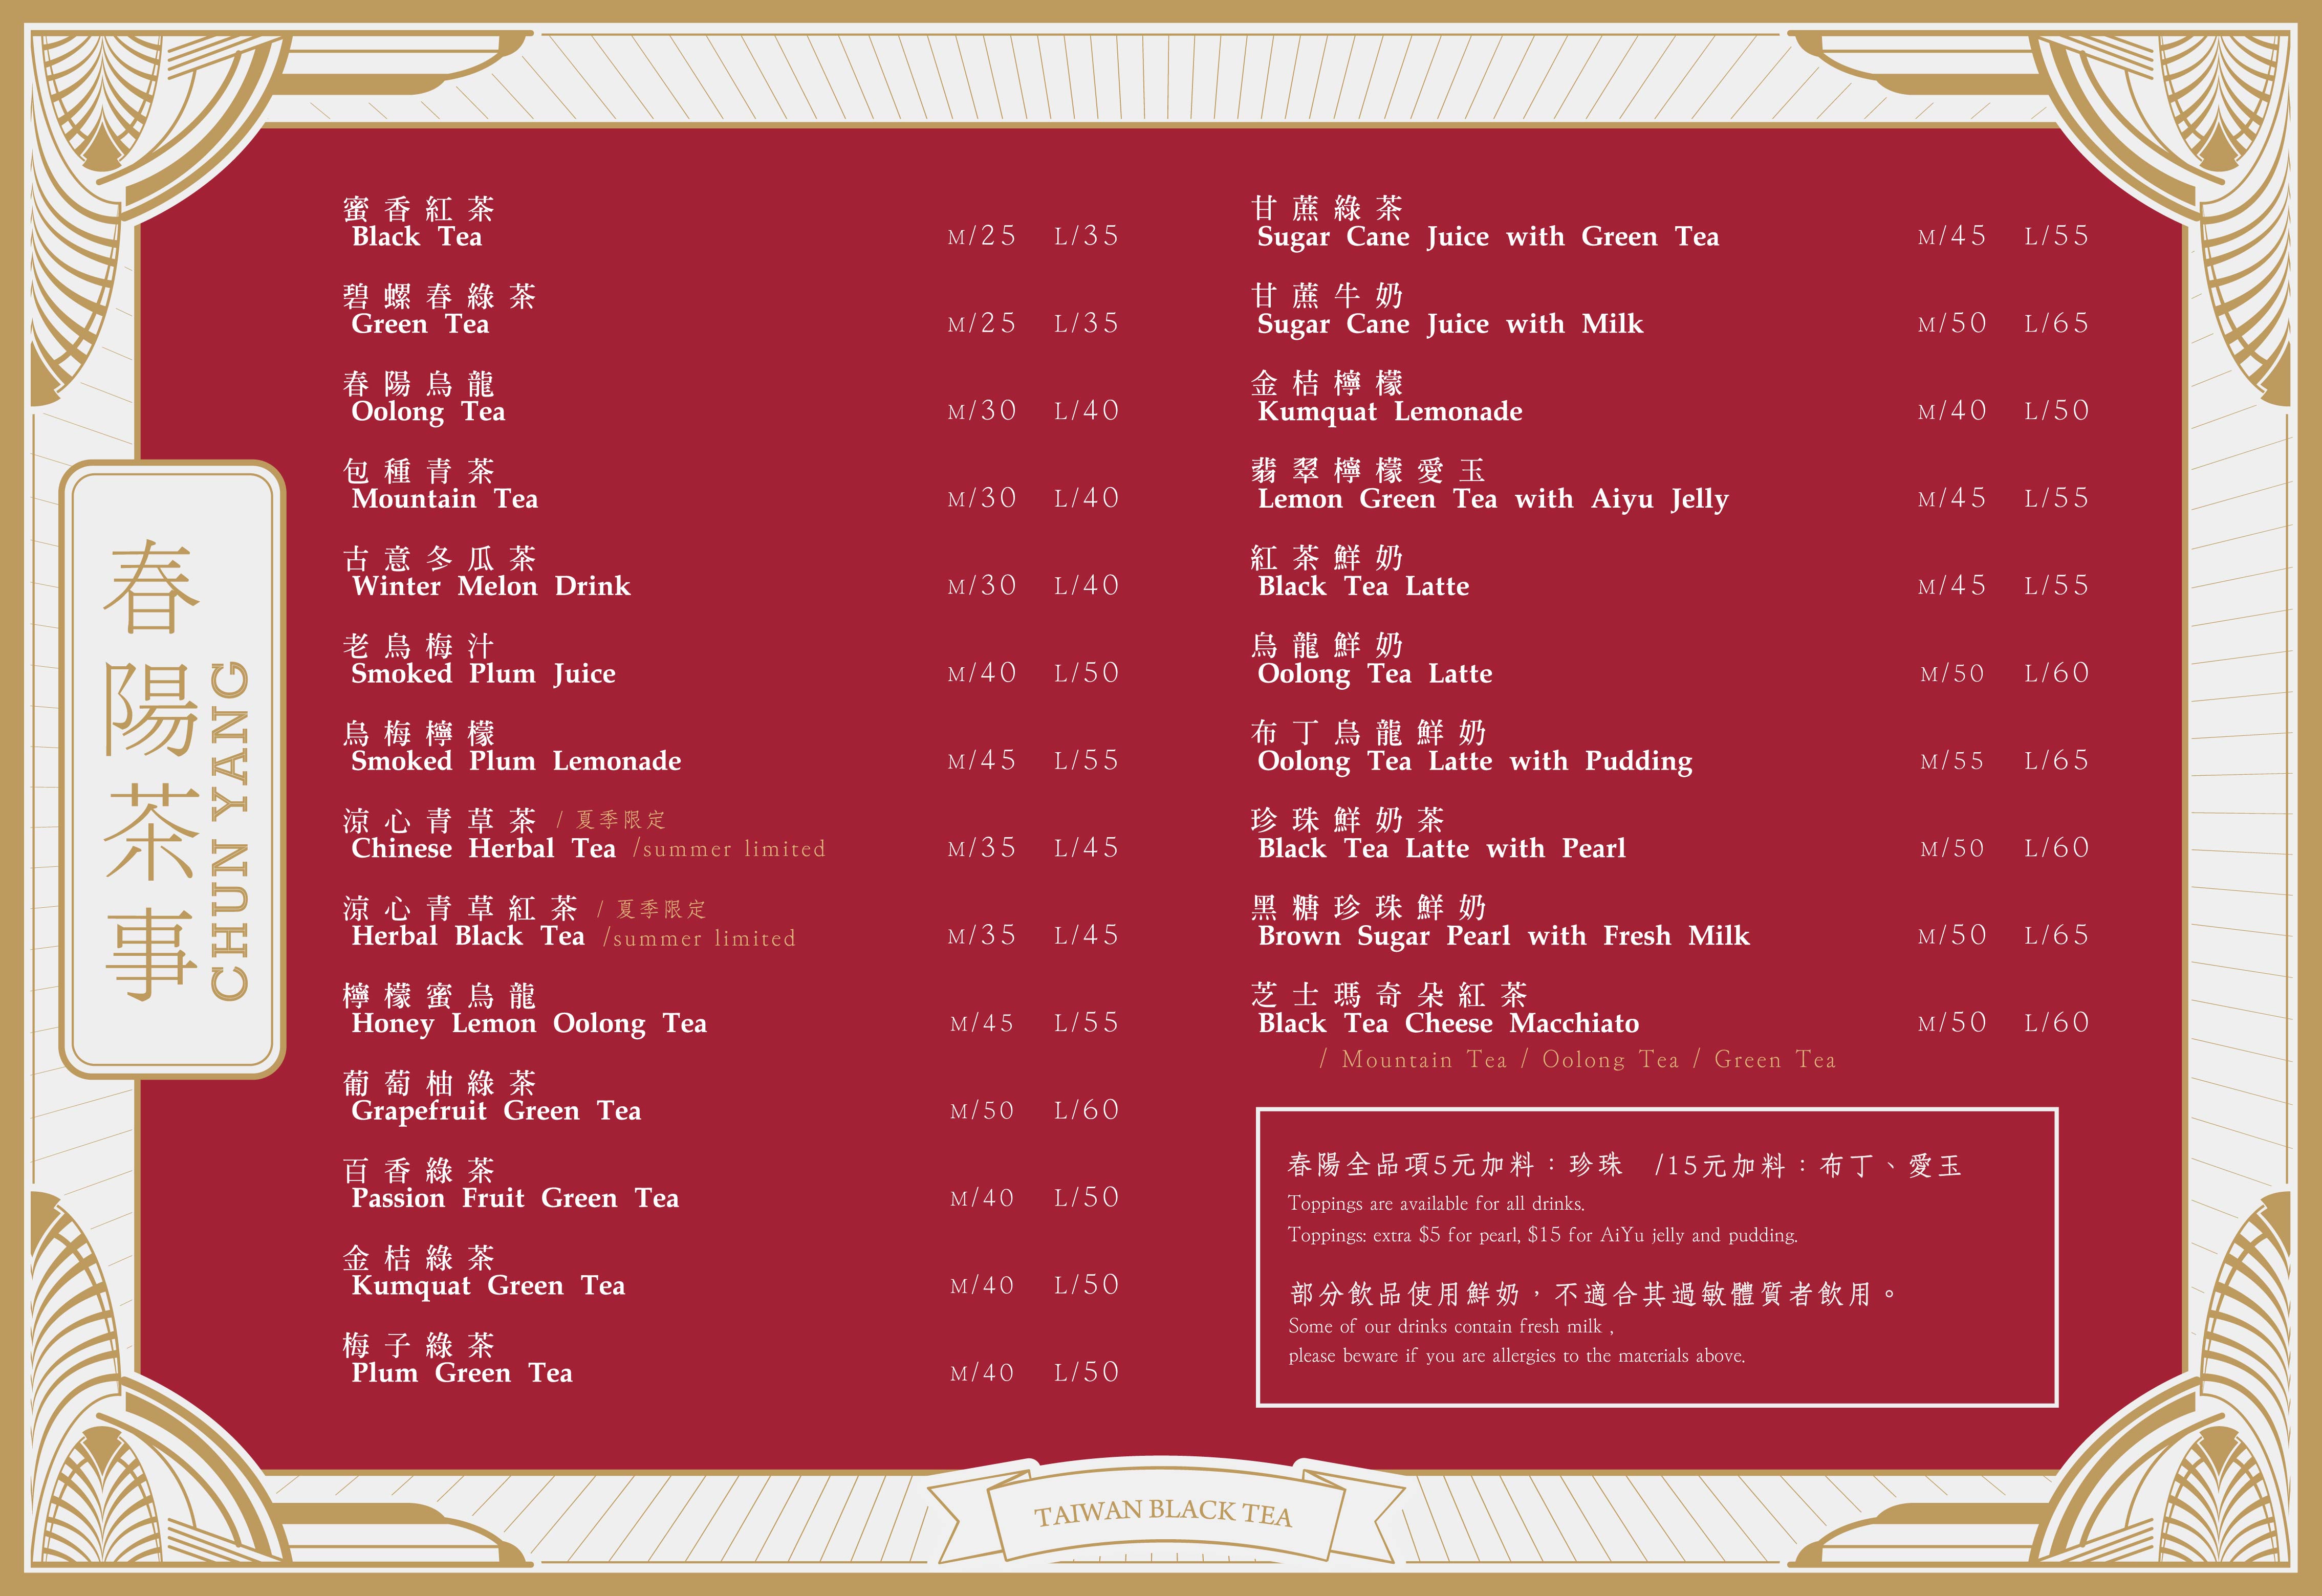 春陽茶事
CHUN YANG
蜜香紅茶
Black Tea M/25 L/35
碧螺春綠茶
Green Tea M/25 L/35
春陽烏龍
Oolong Tea M/30 L/40
包種青茶
Mountain Tea M/30 L/40
古意冬瓜茶
Winter Melon Drink M/30 L/40
老烏梅汁
Smoked Plum Juice M/40 L/50
烏梅檸檬
Smoked Plum Lemonade M/45 L/55
涼心青草茶 / 夏季限定
Chinese Herbal Tea /summer limited M/35 L/45
涼心青草紅茶 / 夏季限定
Herbal Black Tea /summer limited M/35 L/45
檸檬蜜烏龍
Honey Lemon Oolong Tea M/45 L/55
葡萄柚綠茶
Grapefruit Green Tea M/50 L/60
百香綠茶
Passion Fruit Green Tea M/40 L/50
金桔綠茶
Kumquat Green Tea M/40 L/50
梅子綠茶
Plum Green Tea M/40 L/50
甘蔗綠茶
Sugar Cane Juice with Green Tea M/45 L/55
甘蔗牛奶
Sugar Cane Juice with Milk M/50 L/65
金桔檸檬
Kumquat Lemonade M/40 L/50
翡翠檸檬愛玉
Lemon Green Tea with Aiyu Jelly M/45 L/55
紅茶鮮奶
Black Tea Latte M/45 L/55
烏龍鮮奶
Oolong Tea Latte M/50 L/60
布丁烏龍鮮奶
Oolong Tea Latte with Pudding M/55 L/65
珍珠鮮奶茶
Black Tea Latte with Pearl M/50 L/60
黑糖珍珠鮮奶
Brown Sugar Pearl with Fresh Milk M/50 L/65
芝士瑪奇朵紅茶
Black Tea Cheese Macchiato M/50 L/60
/ Mountain Tea / Oolong Tea / Green Tea
春陽全品項5元加料：珍珠 /15元加料：布丁、愛玉
Toppings are available for all drinks.
Toppings: extra $5 for pearl, $15 for AiYu jelly and pudding.
部分飲品使用鮮奶，不適合其過敏體質者飲用。
Some of our drinks contain fresh milk ,
please beware if you are allergies to the materials above.
TAIWAN BLACK TEA